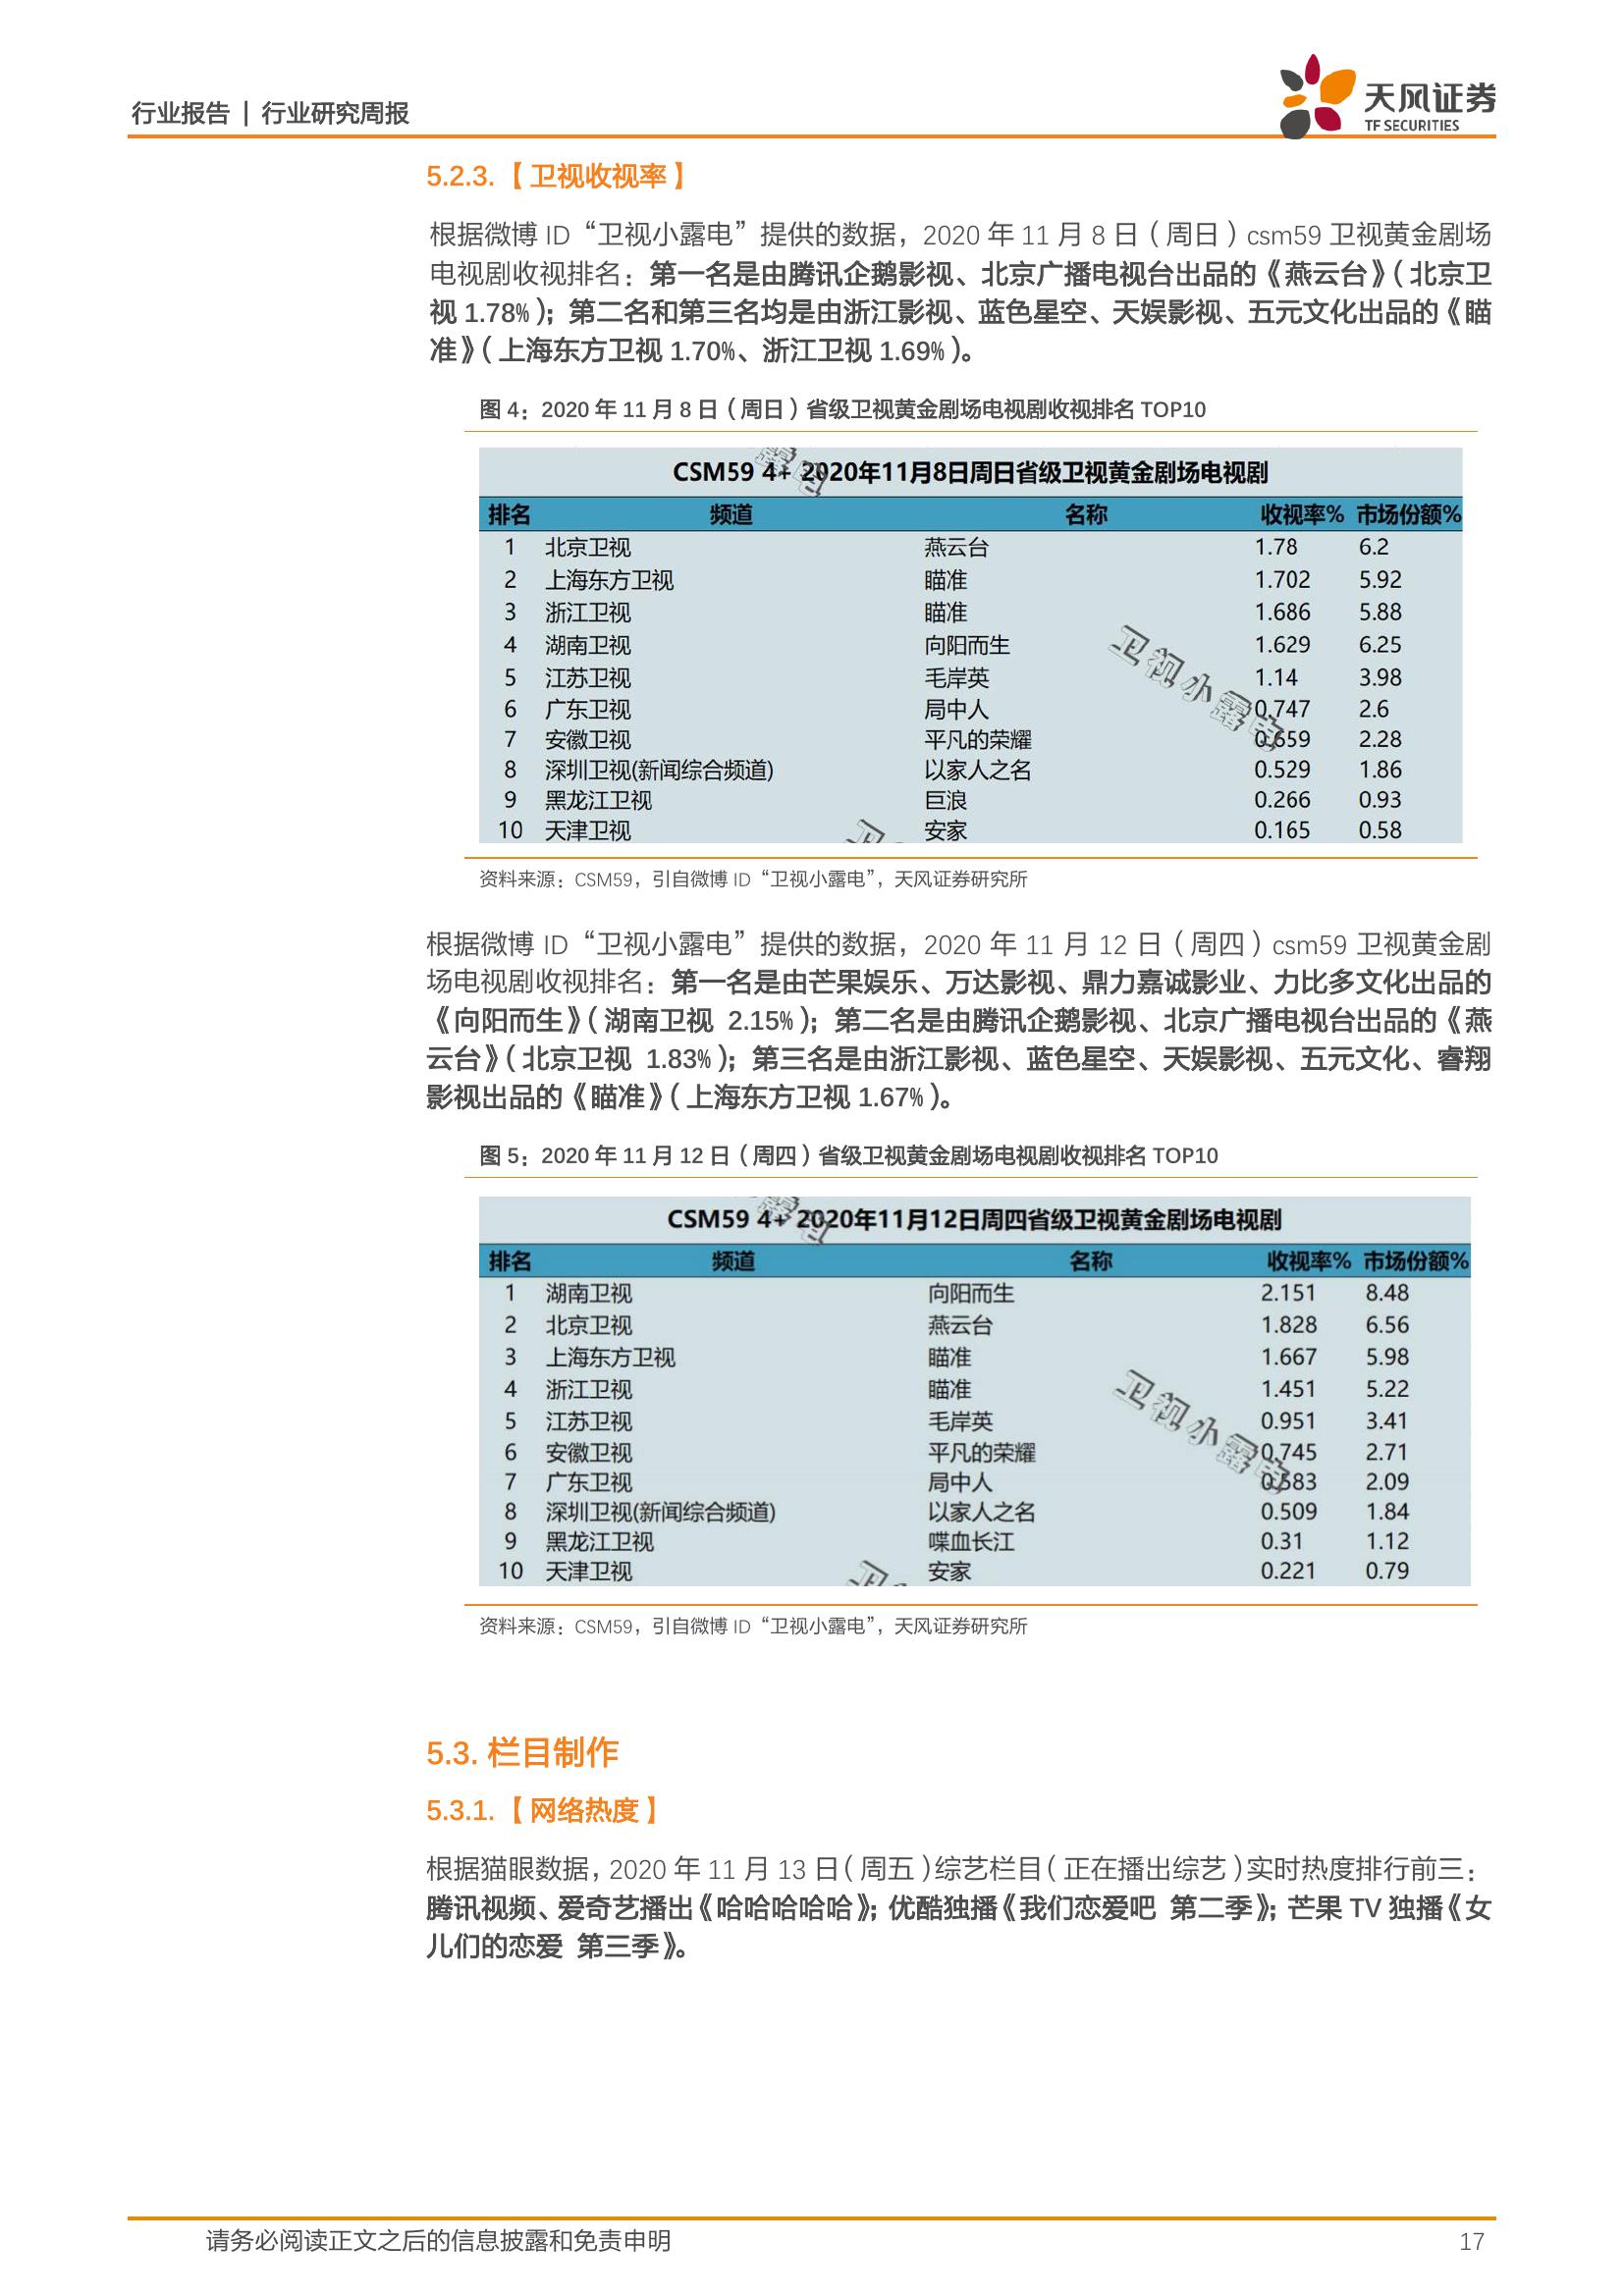 行业报告 | 行业研究周报
天风证券
TF SECURITIES
5.2.3.【卫视收视率】
根据微博 ID“卫视小露电”提供的数据，2020 年 11 月 8 日（周日）csm59 卫视黄金剧场
电视剧收视排名：第一名是由腾讯企鹅影视、北京广播电视台出品的《燕云台》（北京卫
视 1.78%）；第二名和第三名均是由浙江影视、蓝色星空、天娱影视、五元文化出品的《瞄
准》（上海东方卫视 1.70%、浙江卫视 1.69%）。
图 4：2020 年 11 月 8 日（周日）省级卫视黄金剧场电视剧收视排名 TOP10
CSM59 4+ 2020年11月8日周日省级卫视黄金剧场电视剧
排名 频道 名称 收视率% 市场份额%
1 北京卫视 燕云台 1.78 6.2
2 上海东方卫视 瞄准 1.702 5.92
3 浙江卫视 瞄准 1.686 5.88
4 湖南卫视 向阳而生 1.629 6.25
5 江苏卫视 毛岸英 1.14 3.98
6 广东卫视 局中人 0.747 2.6
7 安徽卫视 平凡的荣耀 0.659 2.28
8 深圳卫视(新闻综合频道) 以家人之名 0.529 1.86
9 黑龙江卫视 巨浪 0.266 0.93
10 天津卫视 安家 0.165 0.58
卫视小露电
资料来源：CSM59，引自微博 ID“卫视小露电”，天风证券研究所
根据微博 ID“卫视小露电”提供的数据，2020 年 11 月 12 日（周四）csm59 卫视黄金剧
场电视剧收视排名：第一名是由芒果娱乐、万达影视、鼎力嘉诚影业、力比多文化出品的
《向阳而生》（湖南卫视 2.15%）；第二名是由腾讯企鹅影视、北京广播电视台出品的《燕
云台》（北京卫视 1.83%）；第三名是由浙江影视、蓝色星空、天娱影视、五元文化、睿翔
影视出品的《瞄准》（上海东方卫视 1.67%）。
图 5：2020 年 11 月 12 日（周四）省级卫视黄金剧场电视剧收视排名 TOP10
CSM59 4+ 2020年11月12日周四省级卫视黄金剧场电视剧
排名 频道 名称 收视率% 市场份额%
1 湖南卫视 向阳而生 2.151 8.48
2 北京卫视 燕云台 1.828 6.56
3 上海东方卫视 瞄准 1.667 5.98
4 浙江卫视 瞄准 1.451 5.22
5 江苏卫视 毛岸英 0.951 3.41
6 安徽卫视 平凡的荣耀 0.745 2.71
7 广东卫视 局中人 0.583 2.09
8 深圳卫视(新闻综合频道) 以家人之名 0.509 1.84
9 黑龙江卫视 喋血长江 0.31 1.12
10 天津卫视 安家 0.221 0.79
卫视小露电
资料来源：CSM59，引自微博 ID“卫视小露电”，天风证券研究所
5.3. 栏目制作
5.3.1.【网络热度】
根据猫眼数据，2020 年 11 月 13 日（周五）综艺栏目（正在播出综艺）实时热度排行前三：
腾讯视频、爱奇艺播出《哈哈哈哈哈》；优酷独播《我们恋爱吧 第二季》；芒果 TV 独播《女
儿们的恋爱 第三季》。
请务必阅读正文之后的信息披露和免责申明
17